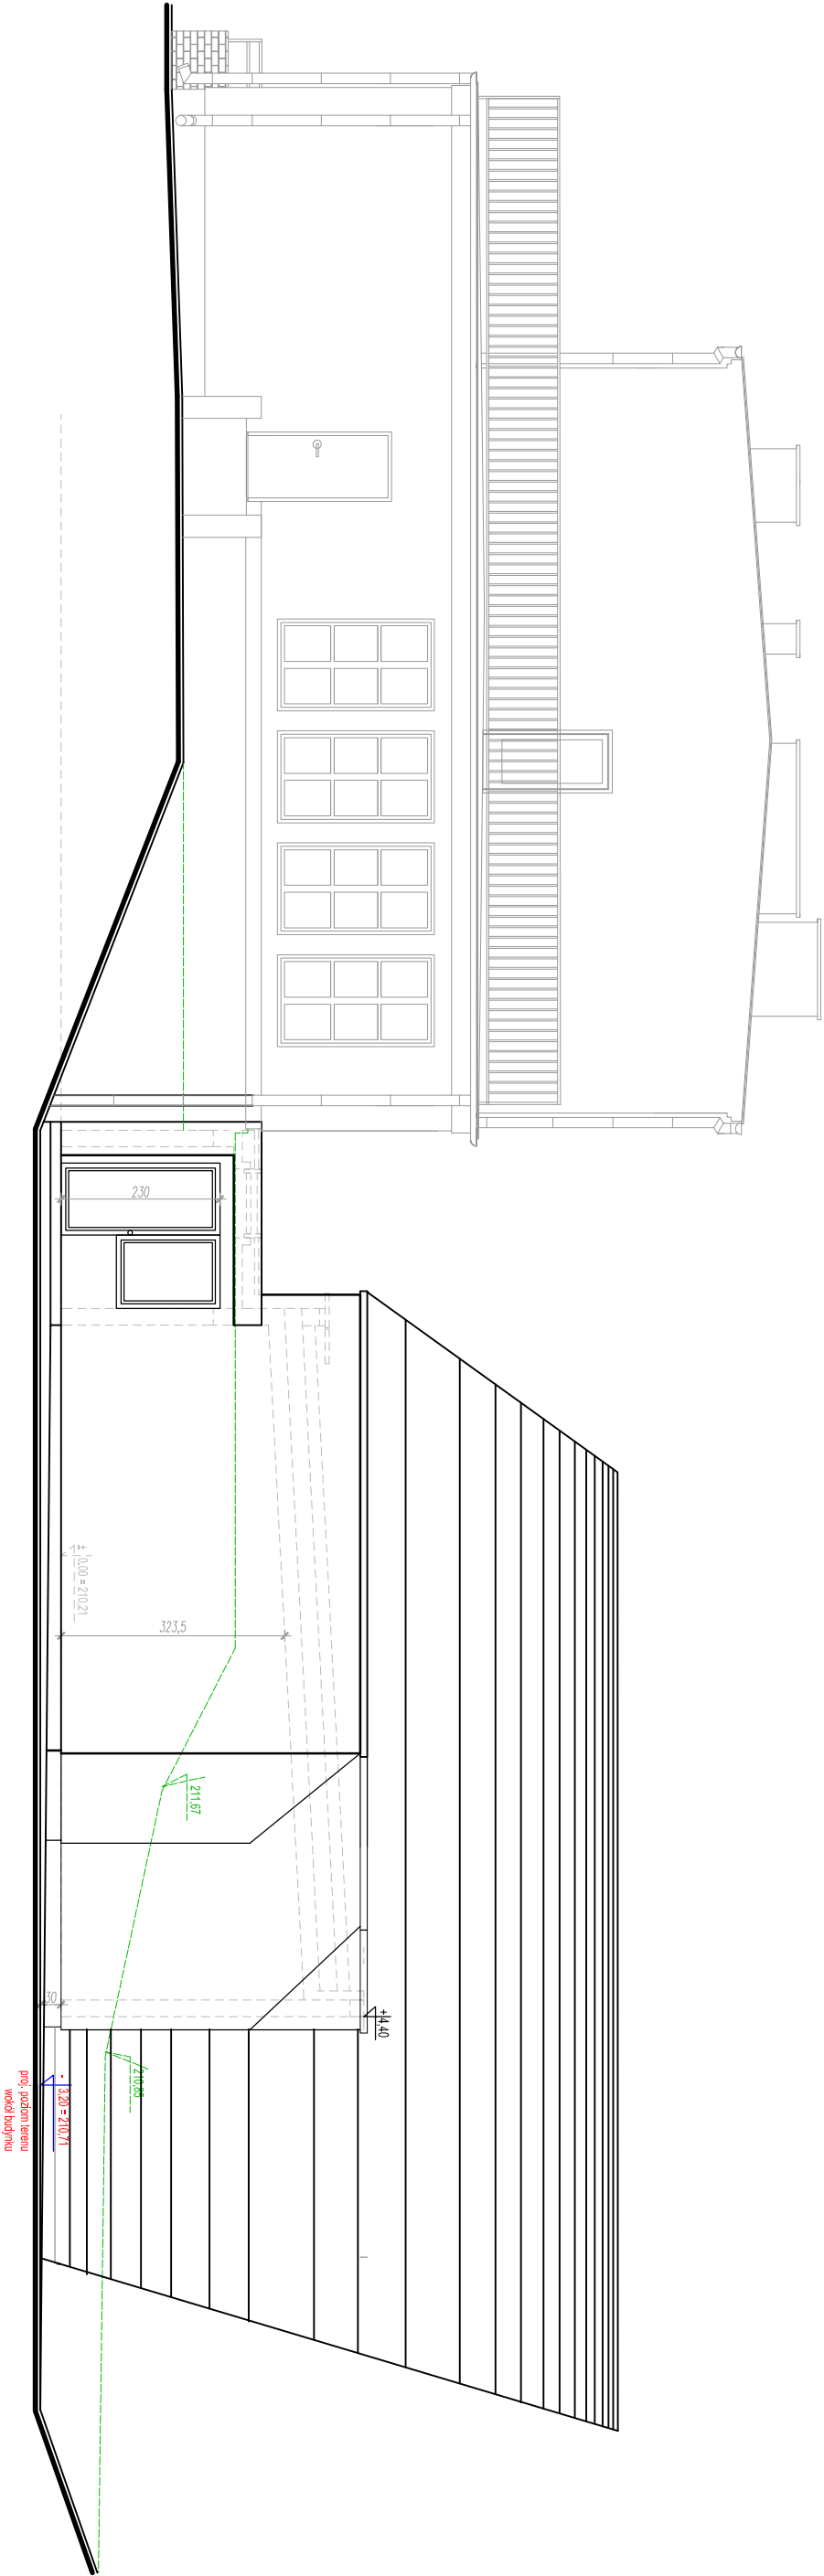 230
± 0,00 = 210,21
323,5
211,67
30
+4,40
210,85
- 3,20 = 210,71
proj. poziom terenu
wokół budynku